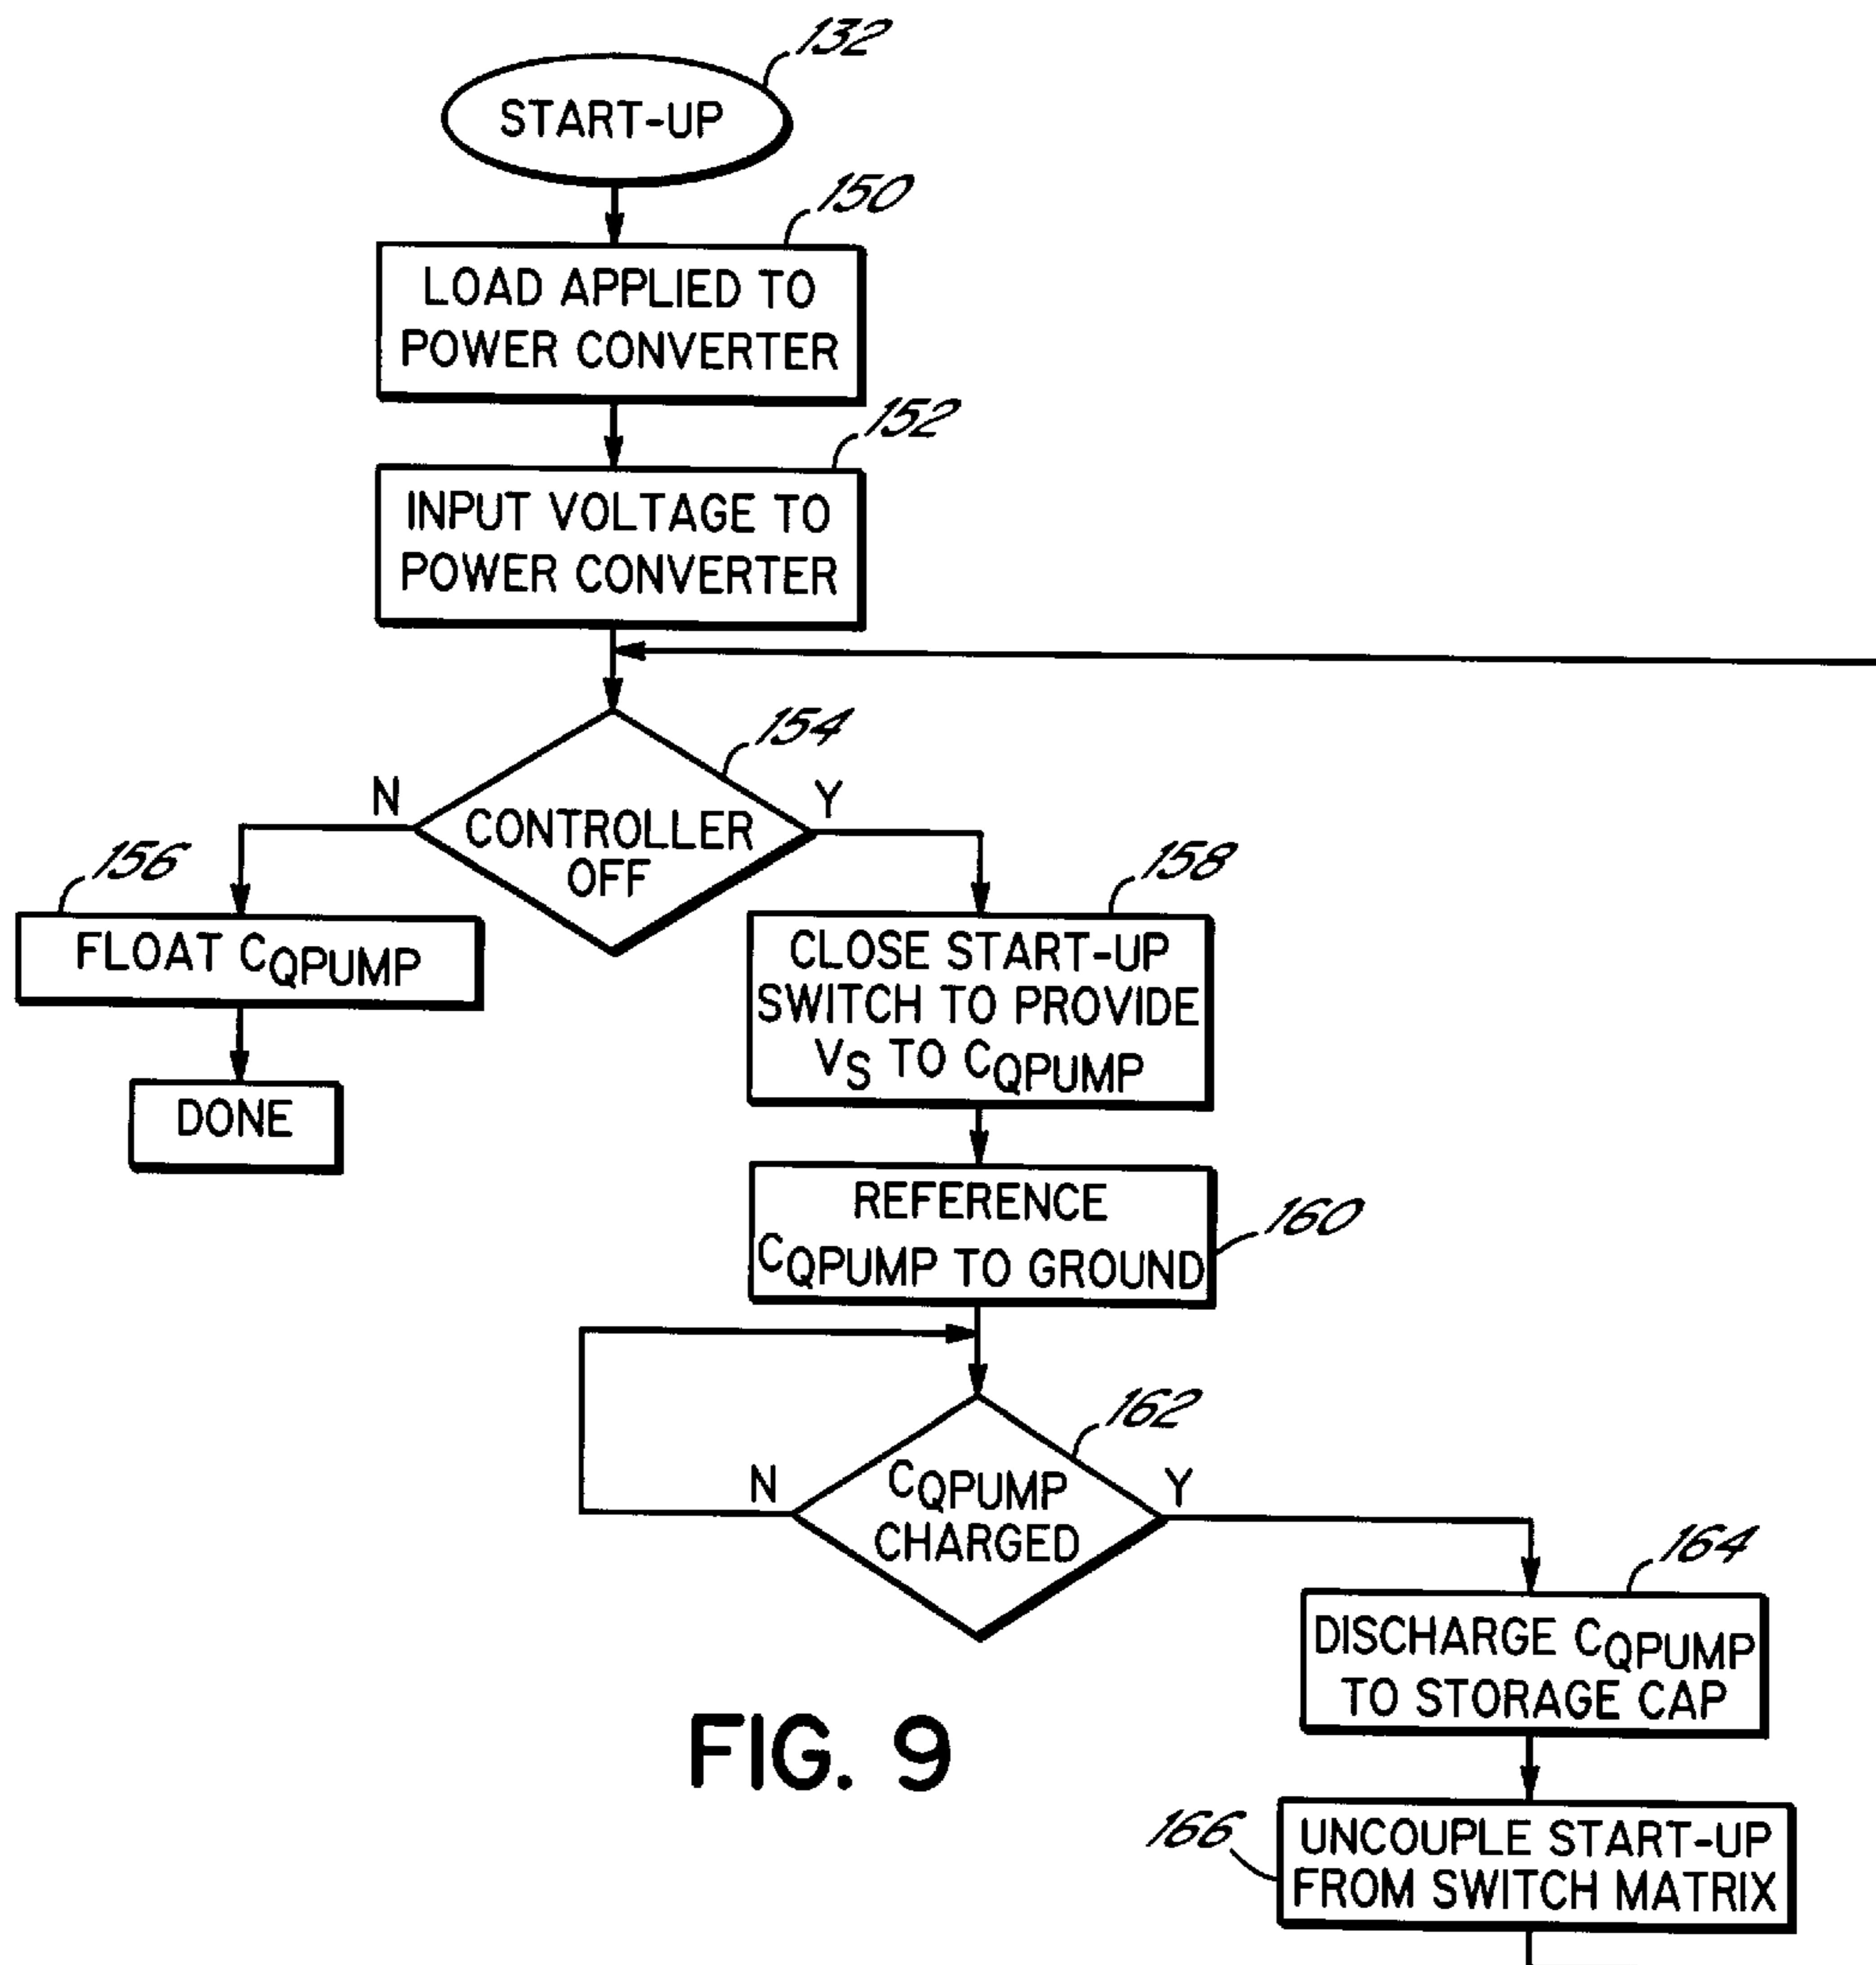 132
START-UP
150
LOAD APPLIED TO
POWER CONVERTER
152
INPUT VOLTAGE TO
POWER CONVERTER
154
N
Y
CONTROLLER
OFF
156
FLOAT CQPUMP
DONE
158
CLOSE START-UP
SWITCH TO PROVIDE
VS TO CQPUMP
REFERENCE
CQPUMP TO GROUND
160
162
N
Y
CQPUMP
CHARGED
164
DISCHARGE CQPUMP
TO STORAGE CAP
166
UNCOUPLE START-UP
FROM SWITCH MATRIX
FIG. 9